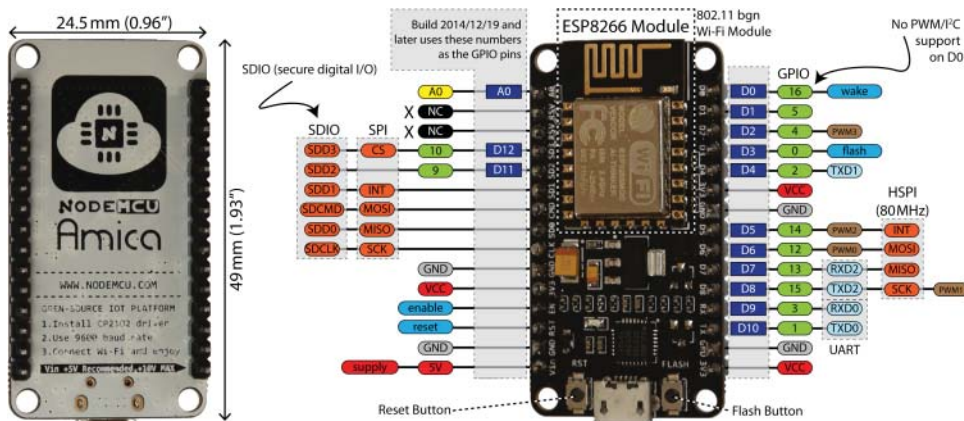 24.5 mm (0.96”)
49 mm (1.93”)
NODEMCU
Amica
WWW.NODEMCU.COM
OPEN-SOURCE IOT PLATFORM
1.Install CP2102 driver
2.Use 9600 baud rate
3.Connect Wi-Fi and enjoy
Vin +5V Recommended,+10V MAX
Build 2014/12/19 and
later uses these numbers
as the GPIO pins
ESP8266 Module
802.11 bgn
Wi-Fi Module
No PWM/I²C
support
on D0
SDIO (secure digital I/O)
SDIO SPI
A0 A0
X NC
X NC
SDD3 CS 10 D12
SDD2 9 D11
SDD1 INT
SDCMD MOSI
SDD0 MISO
SDCLK SCK
GND
VCC
enable
reset
GND
supply 5V
GPIO
D0 16 wake
D1 5
D2 4 PWM3
D3 0 flash
D4 2 TXD1
VCC
GND
HSPI
(80MHz)
D5 14 PWM2 INT
D6 12 PWM0 MOSI
D7 13 RXD2 MISO
D8 15 TXD2 SCK PWM1
D9 3 RXD0
D10 1 TXD0
GND UART
VCC
WiFi
RST FLASH
Reset Button
Flash Button